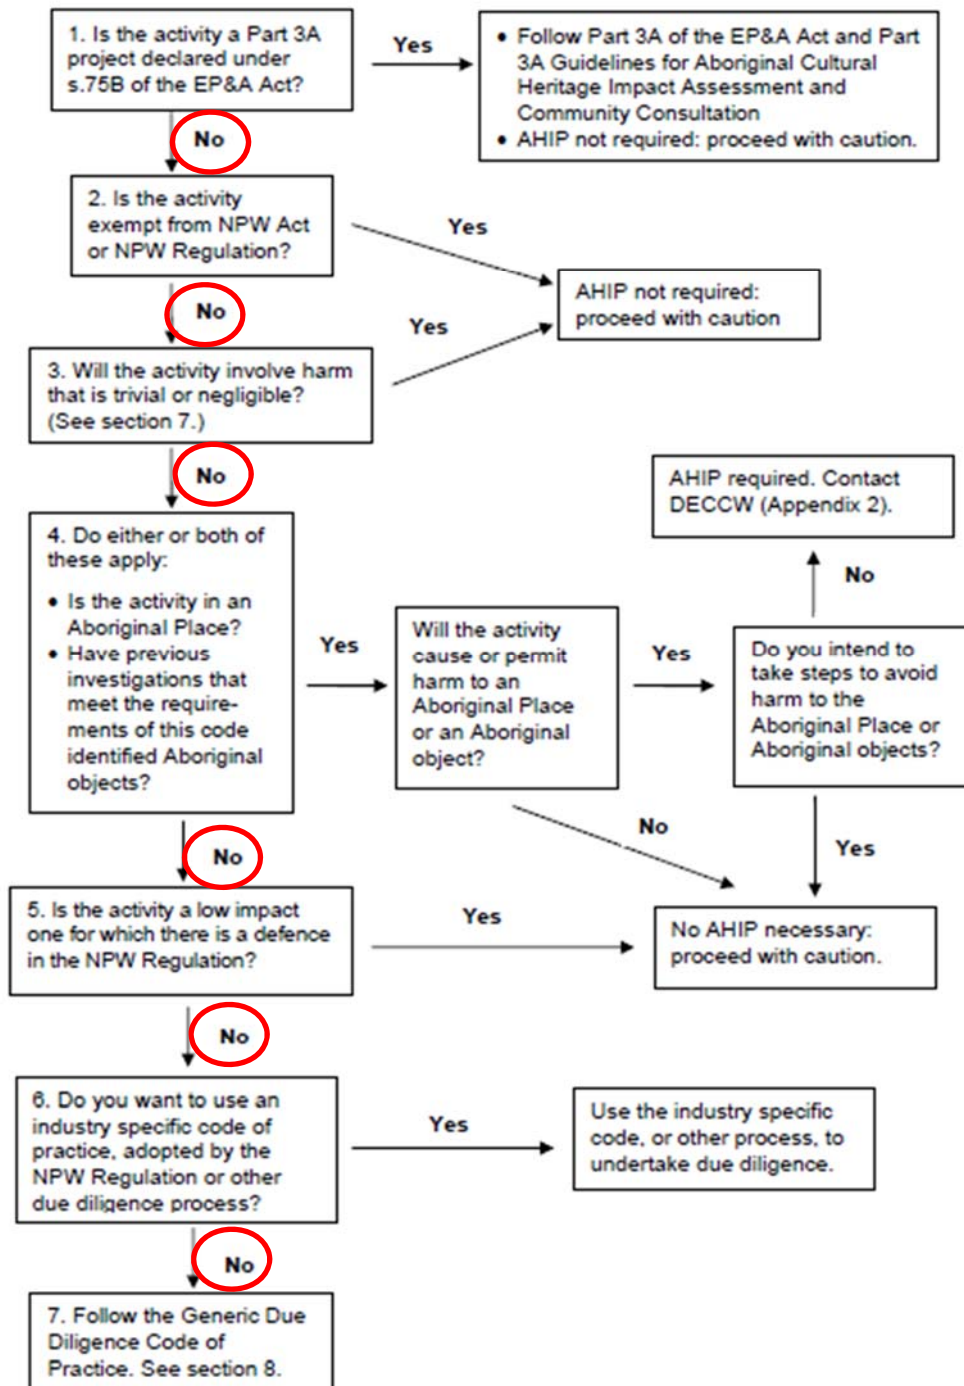 1. Is the activity a Part 3A
project declared under
s.75B of the EP&A Act?
Yes
• Follow Part 3A of the EP&A Act and Part
3A Guidelines for Aboriginal Cultural
Heritage Impact Assessment and
Community Consultation
• AHIP not required: proceed with caution.
No
2. Is the activity
exempt from NPW Act
or NPW Regulation?
Yes
AHIP not required:
proceed with caution
No
Yes
3. Will the activity involve harm
that is trivial or negligible?
(See section 7.)
No
AHIP required. Contact
DECCW (Appendix 2).
No
4. Do either or both of
these apply:
• Is the activity in an
Aboriginal Place?
• Have previous
investigations that
meet the require-
ments of this code
identified Aboriginal
objects?
Yes
Will the activity
cause or permit
harm to an
Aboriginal Place
or an Aboriginal
object?
Yes
Do you intend to
take steps to avoid
harm to the
Aboriginal Place or
Aboriginal objects?
No
No
Yes
5. Is the activity a low impact
one for which there is a defence
in the NPW Regulation?
Yes
No AHIP necessary:
proceed with caution.
No
6. Do you want to use an
industry specific code of
practice, adopted by the
NPW Regulation or other
due diligence process?
Yes
Use the industry specific
code, or other process, to
undertake due diligence.
No
7. Follow the Generic Due
Diligence Code of
Practice. See section 8.